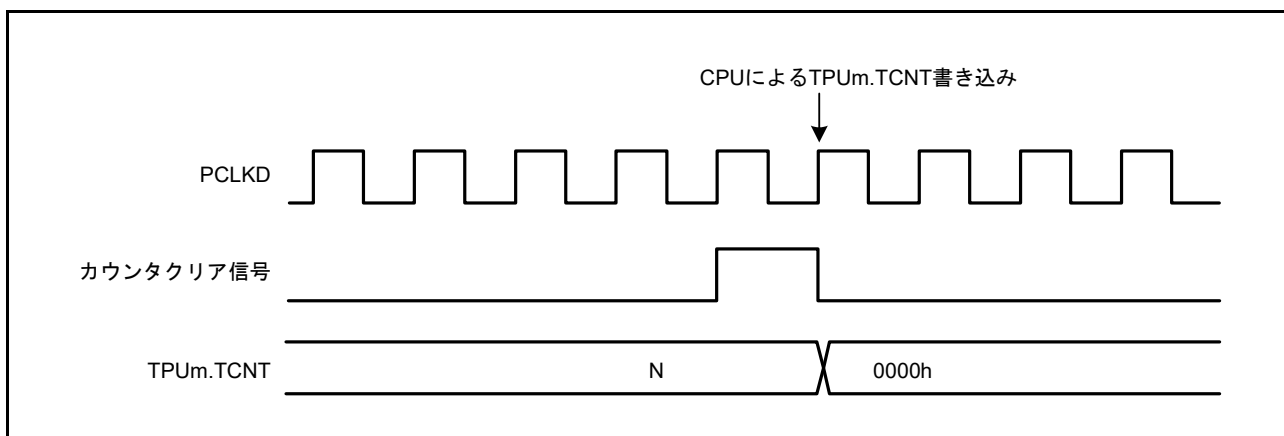 CPUによるTPUm.TCNT書き込み
PCLKD
カウンタクリア信号
TPUm.TCNT
N
0000h